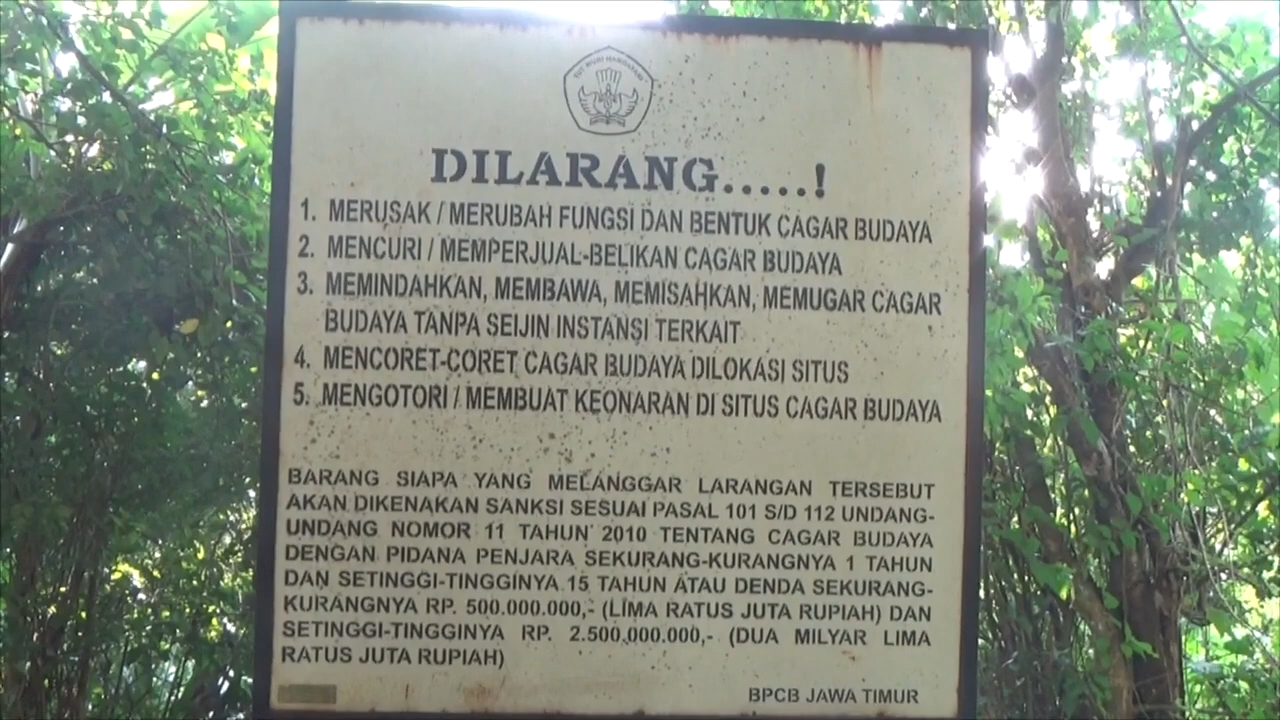 TUT WURI HANDAYANI
DILARANG.....!
1. MERUSAK / MERUBAH FUNGSI DAN BENTUK CAGAR BUDAYA
2. MENCURI / MEMPERJUAL-BELIKAN CAGAR BUDAYA
3. MEMINDAHKAN, MEMBAWA, MEMISAHKAN, MEMUGAR CAGAR
BUDAYA TANPA SEIJIN INSTANSI TERKAIT
4. MENCORET-CORET CAGAR BUDAYA DILOKASI SITUS
5. MENGOTORI / MEMBUAT KEONARAN DI SITUS CAGAR BUDAYA
BARANG SIAPA YANG MELANGGAR LARANGAN TERSEBUT
AKAN DIKENAKAN SANKSI SESUAI PASAL 101 S/D 112 UNDANG-
UNDANG NOMOR 11 TAHUN 2010 TENTANG CAGAR BUDAYA
DENGAN PIDANA PENJARA SEKURANG-KURANGNYA 1 TAHUN
DAN SETINGGI-TINGGINYA 15 TAHUN ATAU DENDA SEKURANG-
KURANGNYA RP. 500.000.000,- (LIMA RATUS JUTA RUPIAH) DAN
SETINGGI-TINGGINYA RP. 2.500.000.000,- (DUA MILYAR LIMA
RATUS JUTA RUPIAH)
BPCB JAWA TIMUR